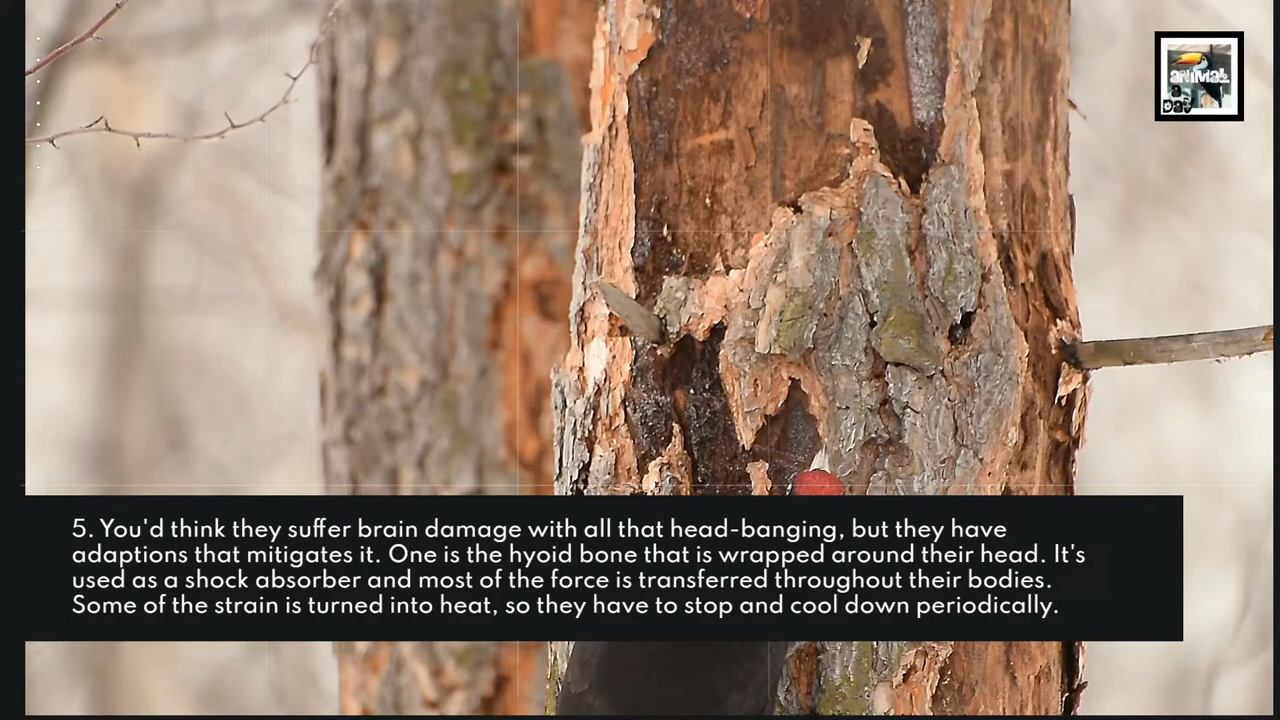 ANIMAL
5. You'd think they suffer brain damage with all that head-banging, but they have
adaptions that mitigates it. One is the hyoid bone that is wrapped around their head. It's
used as a shock absorber and most of the force is transferred throughout their bodies.
Some of the strain is turned into heat, so they have to stop and cool down periodically.